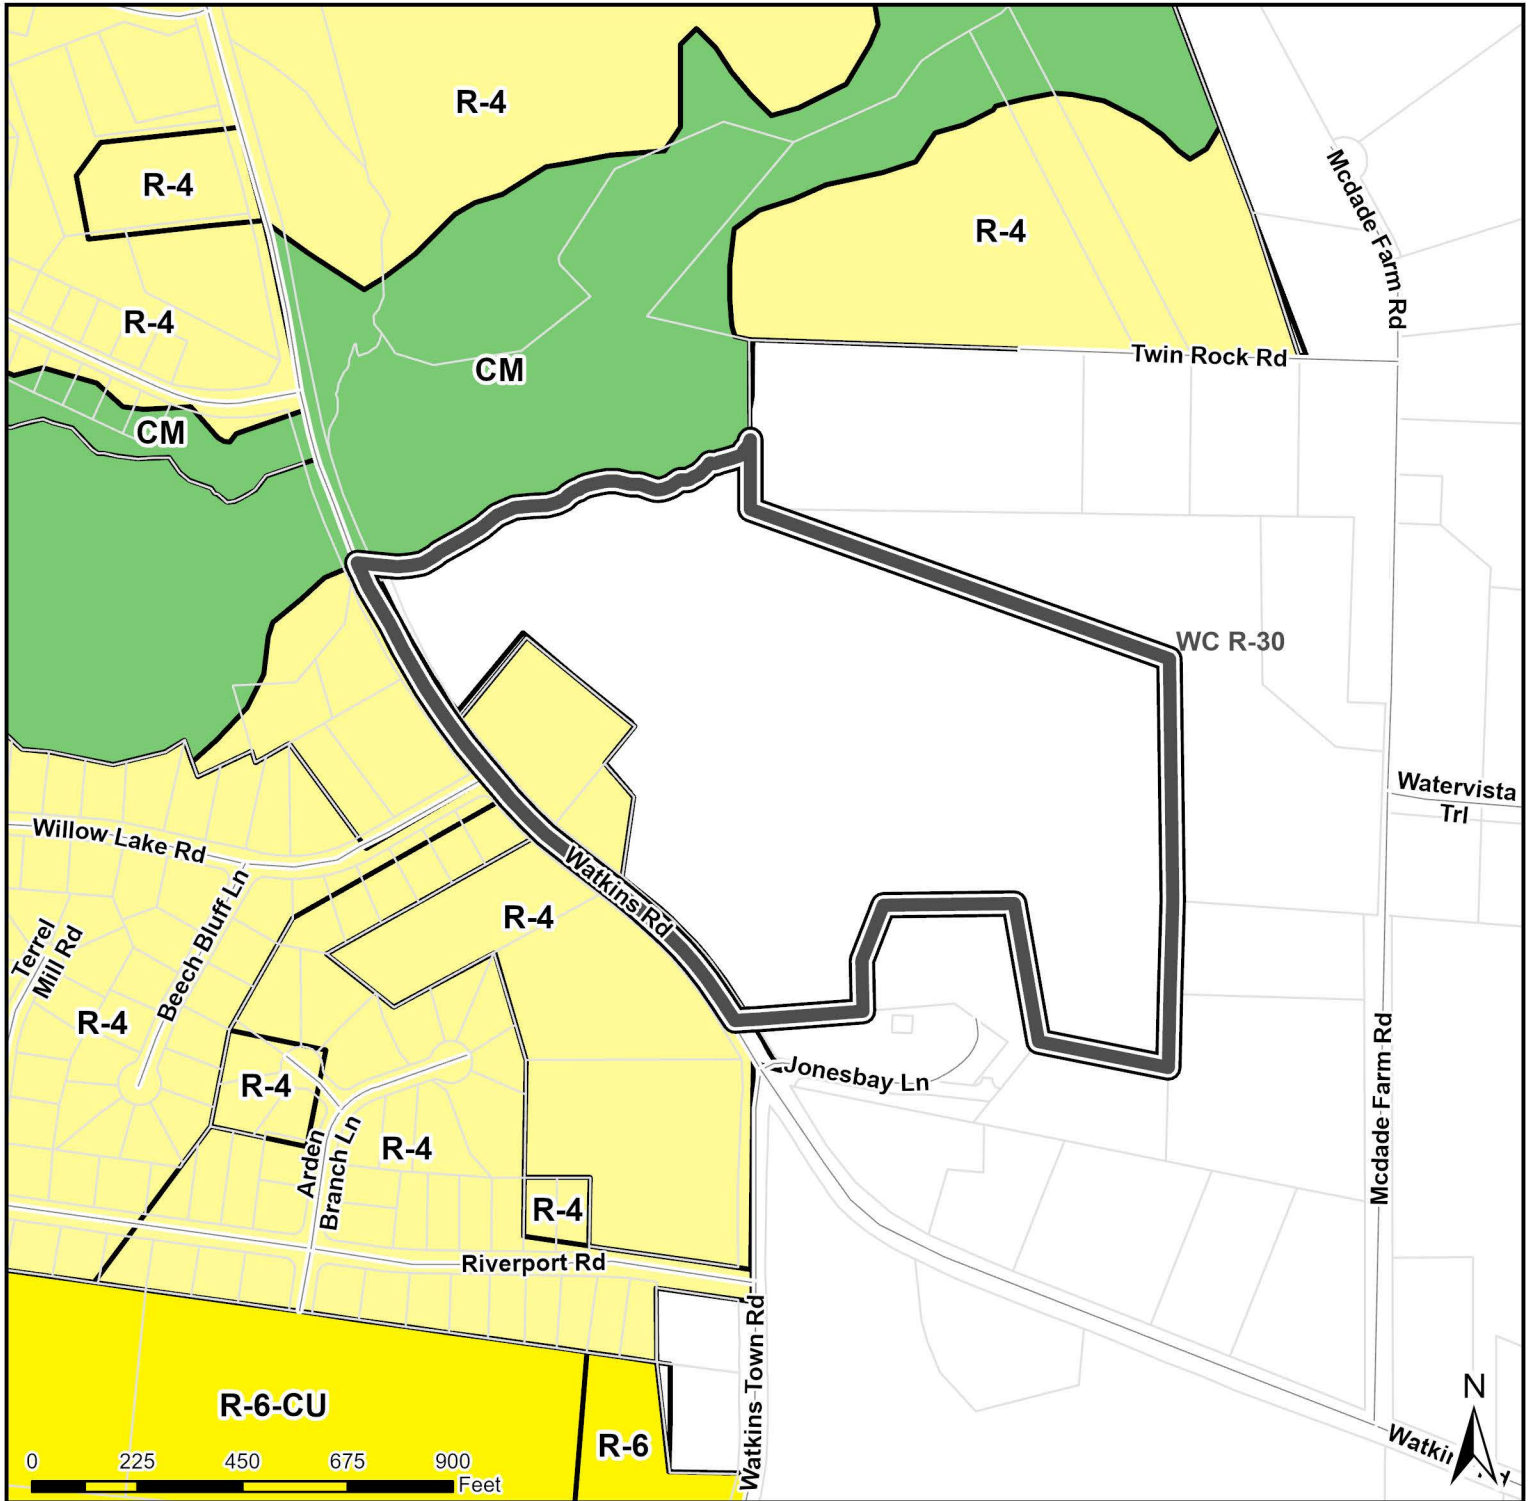 R-4
R-4
Mcdade Farm Rd
R-4
R-4
Twin Rock Rd
CM
CM
WC R-30
Watervista
Trl
Willow Lake Rd
Beech Bluff Ln
Watkins Rd
R-4
Terrel
Mill Rd
R-4
R-4
Jonesbay Ln
Mcdade Farm Rd
R-4
Arden
Branch Ln
R-4
Riverport Rd
Watkins Town Rd
R-6-CU
R-6
N
0 225 450 675 900
Feet